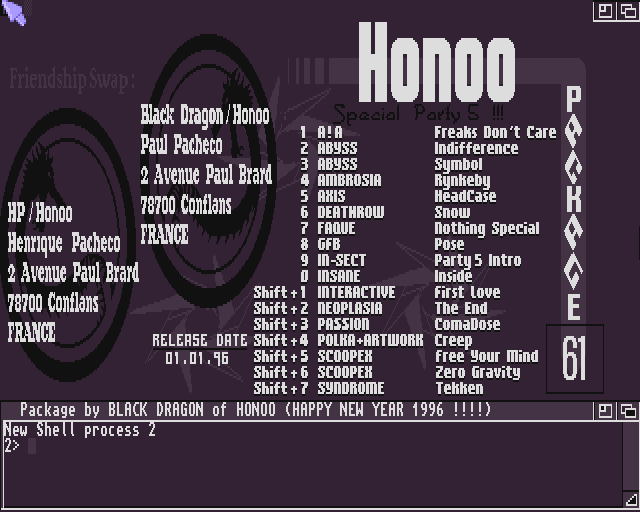 Honoo
Friendship Swap :
Special Party 5 !!!
Black Dragon/Honoo
Paul Pacheco
2 Avenue Paul Brard
78700 Conflans
FRANCE
HP/Honoo
Henrique Pacheco
2 Avenue Paul Brard
78700 Conflans
FRANCE
RELEASE DATE
01.01.96
1 A!A Freaks Don't Care
2 ABYSS Indifference
3 ABYSS Symbol
4 AMBROSIA Rynkeby
5 AXIS HeadCase
6 DEATHROW Snow
7 FAQUE Nothing Special
8 GFB Pose
9 IN-SECT Party 5 Intro
0 INSANE Inside
Shift+1 INTERACTIVE First Love
Shift+2 NEOPLASIA The End
Shift+3 PASSION ComaDose
Shift+4 POLKA+ARTWORK Creep
Shift+5 SCOOPEX Free Your Mind
Shift+6 SCOOPEX Zero Gravity
Shift+7 SYNDROME Tekken
PACKAGE
61
Package by BLACK DRAGON of HONOO (HAPPY NEW YEAR 1996 !!!!)
New Shell process 2
2>